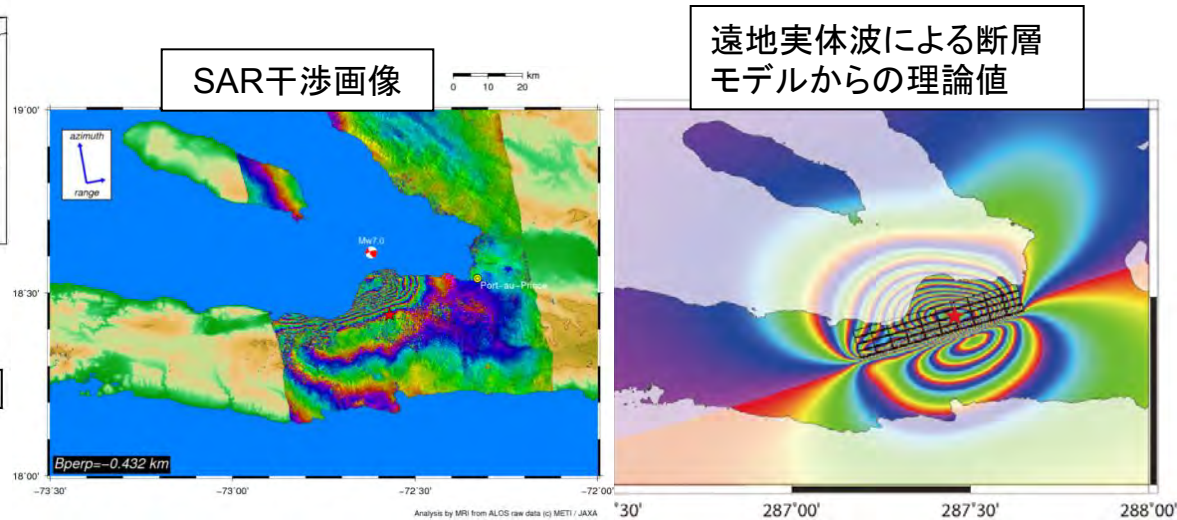 SAR干渉画像
遠地実体波による断層
モデルからの理論値
km
0 10 20
19˚00'
azimuth
range
Mw7.0
Port-au-Prince
18˚30'
Bperp=−0.432 km
18˚00'
−73˚30' −73˚00' −72˚30' −72˚00'
Analysis by MRI from ALOS raw data (c) METI / JAXA
˚30' 287˚00' 287˚30' 288˚00'